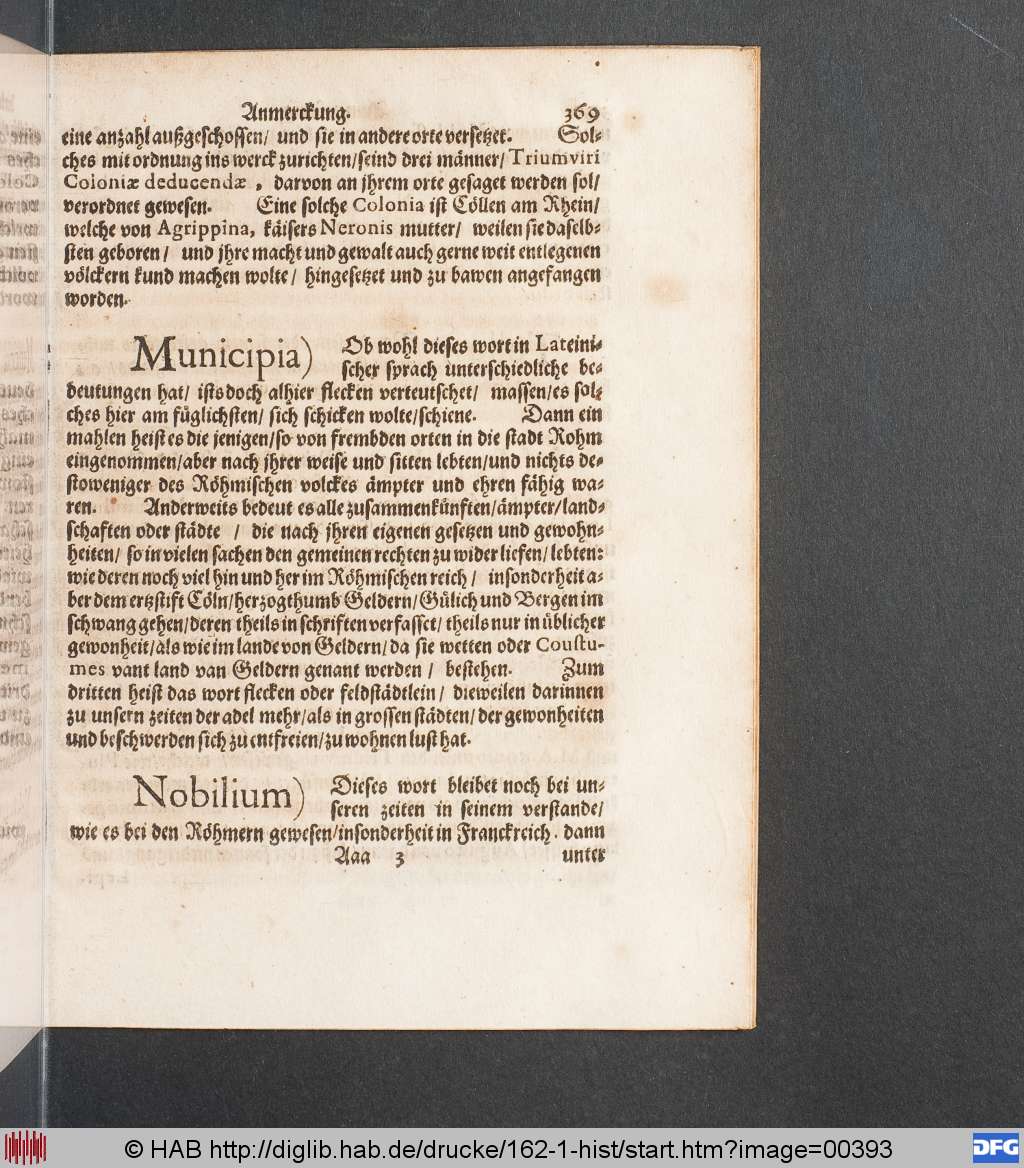 Anmerckung. 369
eine anzahl außgeschossen/ und sie in andere orte versetzet. Sol-
ches mit ordnung ins werck zurichten/seind drei männer/ Triumviri
Coloniæ deducendæ, darvon an jhrem orte gesaget werden sol/
verordnet gewesen. Eine solche Colonia ist Cöllen am Rhein/
welche von Agrippina, käisers Neronis mutter/ weilen sie daselb-
sten geboren/ und jhre macht und gewalt auch gerne weit entlegenen
völckern kund machen wolte/ hingesetzet und zu bawen angefangen
worden.
Municipia) Ob wohl dieses wort in Lateini-
scher sprach unterschiedliche be-
deutungen hat/ ists doch alhier flecken verteutschet/ massen/es sol-
ches hier am füglichsten/ sich schicken wolte/schiene. Dann ein
mahlen heist es die jenigen/so von frembden orten in die stadt Rohm
eingenommen/aber nach jhrer weise und sitten lebten/und nichts de-
stoweniger des Röhmischen volckes ämpter und ehren fähig wa-
ren. Anderweits bedeut es alle zusammenkünften/ämpter/land-
schaften oder städte / die nach jhren eigenen gesetzen und gewohn-
heiten/ so in vielen sachen den gemeinen rechten zu wider liefen/ lebten:
wie deren noch viel hin und her im Röhmischen reich/ insonderheit a-
ber dem ertzstift Cöln/herzogthumb Geldern/Gülich und Bergen im
schwang gehen/deren theils in schriften verfasset/theils nur in üblicher
gewonheit/als wie im lande von Geldern/da sie wetten oder Coustu-
mes vant land van Geldern genant werden/ bestehen. Zum
dritten heist das wort flecken oder feldstädtlein/ dieweilen darinnen
zu unsern zeiten der adel mehr/als in grossen städten/der gewonheiten
und beschwerden sich zu entfreien/zu wohnen lust hat.
Nobilium) Dieses wort bleibet noch bei un-
seren zeiten in seinem verstande/
wie es bei den Röhmern gewesen/insonderheit in Franckreich. dann
Aaa 3 unter
© HAB http://diglib.hab.de/drucke/162-1-hist/start.htm?image=00393
DFG